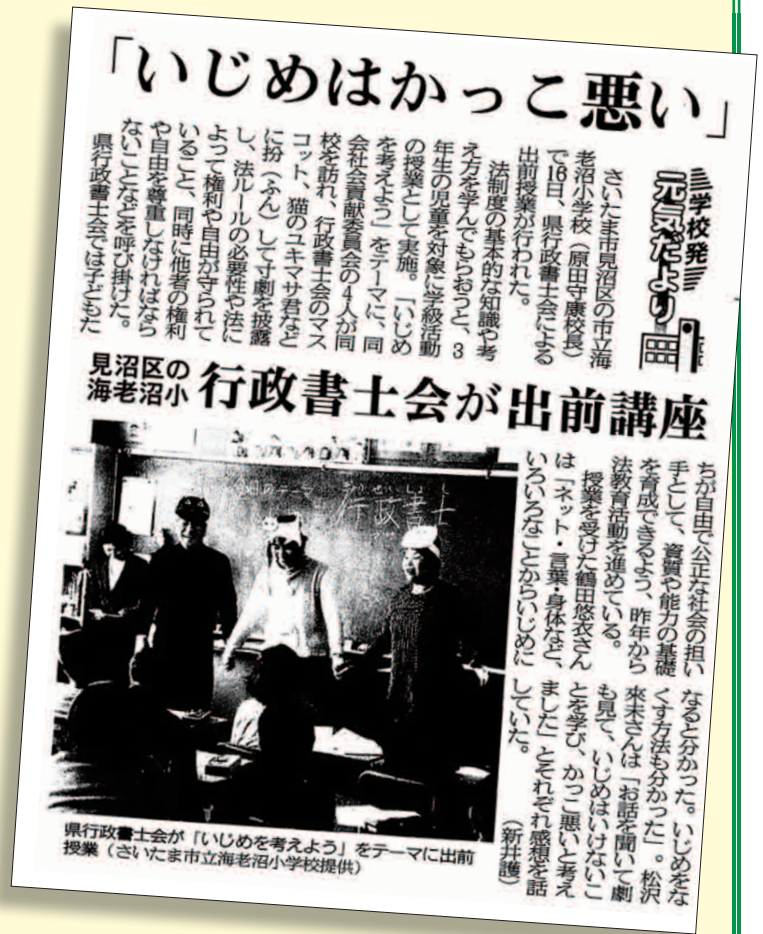 「いじめはかっこ悪い」
学校発
元気だより
さいたま市見沼区の市立海
老沼小学校（原田守康校長）
で16日、県行政書士会による
出前授業が行われた。
法制度の基本的な知識や考
え方を学んでもらおうと、3
年生の児童を対象に学級活動
の授業として実施。「いじめ
を考えよう」をテーマに、同
会社会貢献委員会の4人が同
校を訪れ、行政書士会のマス
コット、猫のユキマサ君など
に扮（ふん）して寸劇を披露
し、法ルールの必要性や法に
よって権利や自由が守られて
いること、同時に他者の権利
や自由を尊重しなければなら
ないことなどを呼び掛けた。
県行政書士会では子どもた
見沼区の
海老沼小
行政書士会が出前講座
ちが自由で公正な社会の担い
手として、資質や能力の基礎
を育成できるよう、昨年から
法教育活動を進めている。
授業を受けた鶴田悠衣さん
は「ネット・言葉・身体など、
いろいろなことからいじめに
なると分かった。いじめをな
くす方法も分かった」。松沢
來末さんは「お話を聞いて劇
も見て、いじめはいけないこ
とを学び、かっこ悪いと考え
ました」とそれぞれ感想を話
していた。
（新井護）
今日のテーマ
ぎょうせいしょし
行政書士
県行政書士会が「いじめを考えよう」をテーマに出前
授業（さいたま市立海老沼小学校提供）